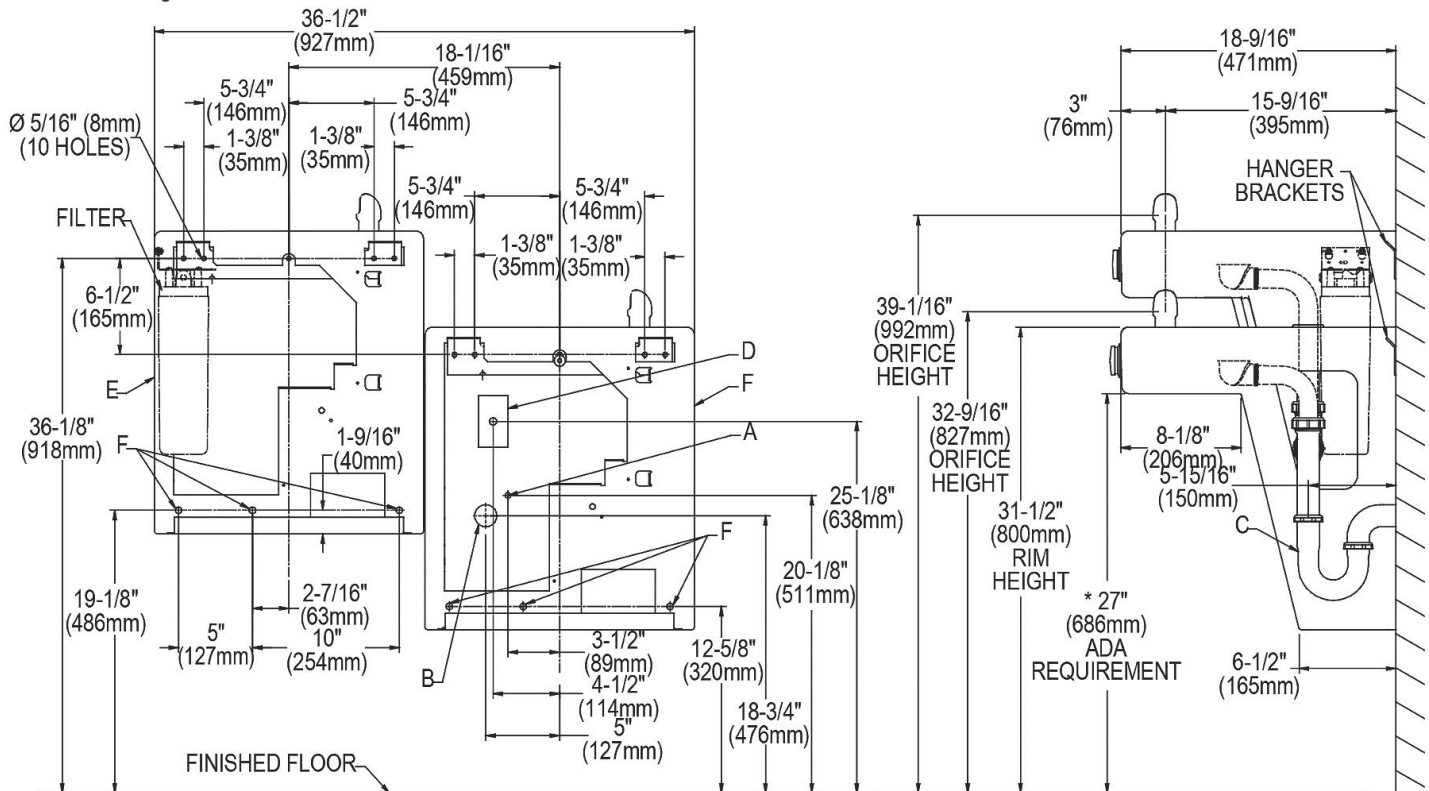 36-1/2"
(927mm)
18-1/16"
(459mm)
5-3/4"
(146mm)
5-3/4"
(146mm)
Ø 5/16" (8mm)
(10 HOLES)
1-3/8"
(35mm)
1-3/8"
(35mm)
5-3/4"
(146mm)
5-3/4"
(146mm)
FILTER
1-3/8"
(35mm)
1-3/8"
(35mm)
6-1/2"
(165mm)
D
E
F
36-1/8"
(918mm)
F
1-9/16"
(40mm)
A
25-1/8"
(638mm)
F
20-1/8"
(511mm)
19-1/8"
(486mm)
2-7/16"
(63mm)
5"
(127mm)
10"
(254mm)
3-1/2"
(89mm)
12-5/8"
(320mm)
B
4-1/2"
(114mm)
18-3/4"
(476mm)
5"
(127mm)
FINISHED FLOOR
18-9/16"
(471mm)
3"
(76mm)
15-9/16"
(395mm)
HANGER
BRACKETS
39-1/16"
(992mm)
ORIFICE
HEIGHT
32-9/16"
(827mm)
ORIFICE
HEIGHT
8-1/8"
(206mm)
5-15/16"
(150mm)
31-1/2"
(800mm)
RIM
HEIGHT
C
* 27"
(686mm)
ADA
REQUIREMENT
6-1/2"
(165mm)